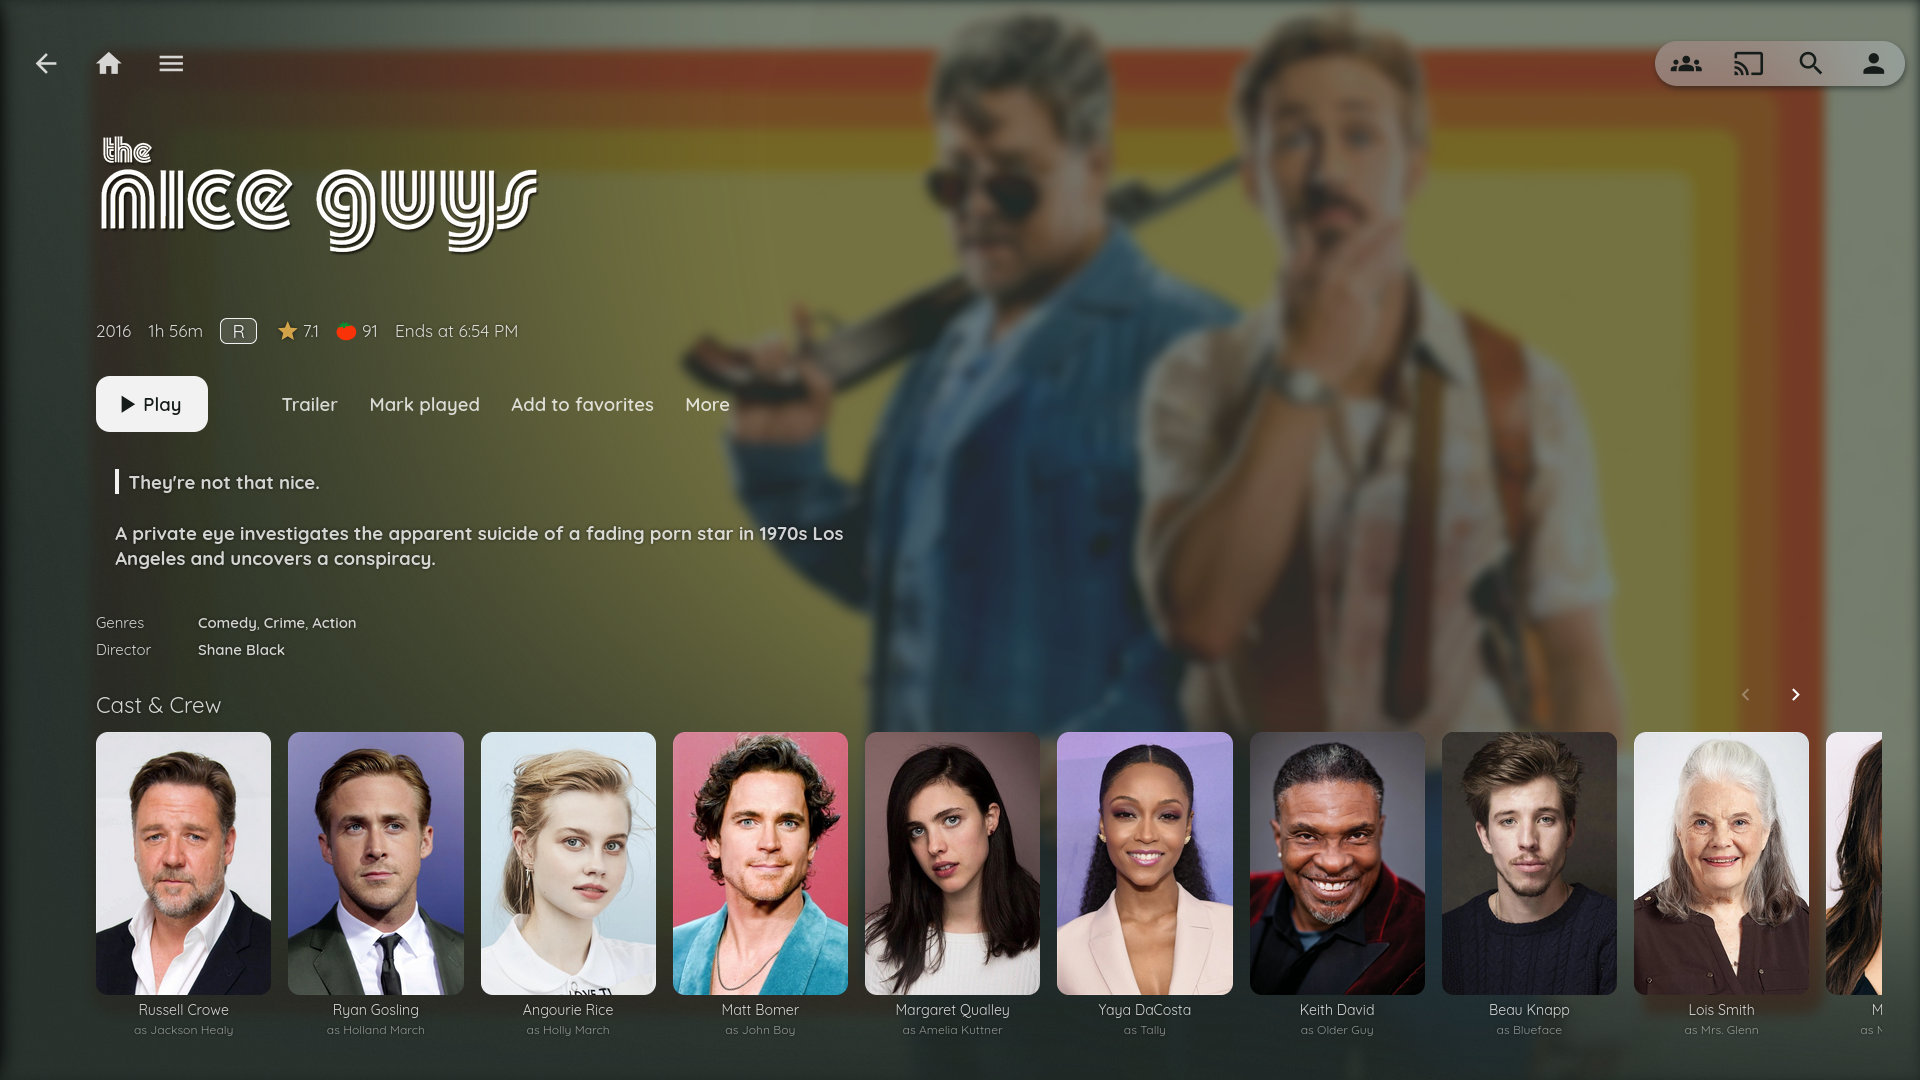 the
nice guys
2016 1h 56m R 7.1 91 Ends at 6:54 PM
Play Trailer Mark played Add to favorites More
They're not that nice.
A private eye investigates the apparent suicide of a fading porn star in 1970s Los
Angeles and uncovers a conspiracy.
Genres Comedy, Crime, Action
Director Shane Black
Cast & Crew
Russell Crowe Ryan Gosling Angourie Rice Matt Bomer Margaret Qualley Yaya DaCosta Keith David Beau Knapp Lois Smith
as Jackson Healy as Holland March as Holly March as John Boy as Amelia Kuttner as Tally as Older Guy as Blueface as Mrs. Glenn as